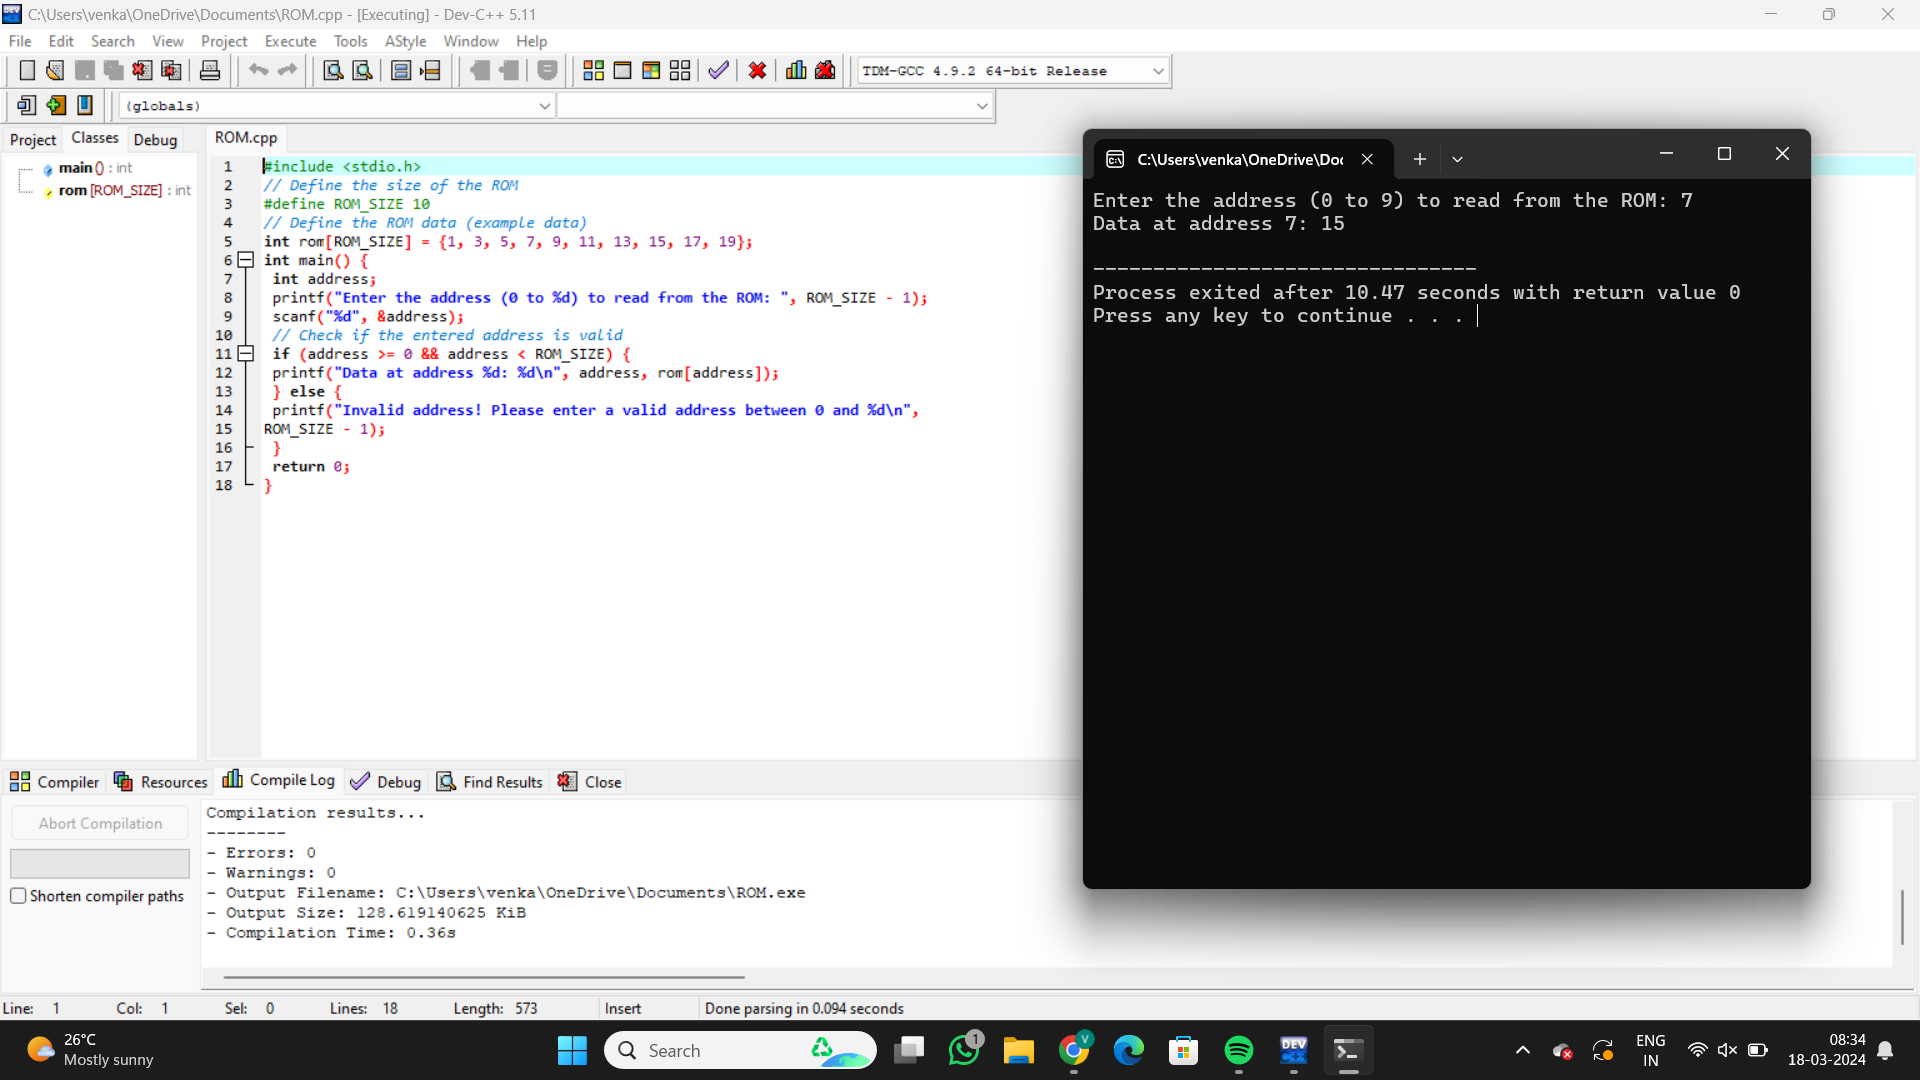 C:\Users\venka\OneDrive\Documents\ROM.cpp - [Executing] - Dev-C++ 5.11
File Edit Search View Project Execute Tools AStyle Window Help
TDM-GCC 4.9.2 64-bit Release
(globals)
Project Classes Debug
main () : int
rom [ROM_SIZE] : int
ROM.cpp
1 #include <stdio.h>
2 // Define the size of the ROM
3 #define ROM_SIZE 10
4 // Define the ROM data (example data)
5 int rom[ROM_SIZE] = {1, 3, 5, 7, 9, 11, 13, 15, 17, 19};
6 int main() {
7 int address;
8 printf("Enter the address (0 to %d) to read from the ROM: ", ROM_SIZE - 1);
9 scanf("%d", &address);
10 // Check if the entered address is valid
11 if (address >= 0 && address < ROM_SIZE) {
12 printf("Data at address %d: %d\n", address, rom[address]);
13 } else {
14 printf("Invalid address! Please enter a valid address between 0 and %d\n",
15 ROM_SIZE - 1);
16 }
17 return 0;
18 }
C:\Users\venka\OneDrive\Doc
Enter the address (0 to 9) to read from the ROM: 7
Data at address 7: 15
--------------------------------
Process exited after 10.47 seconds with return value 0
Press any key to continue . . .
Compiler Resources Compile Log Debug Find Results Close
Abort Compilation
Shorten compiler paths
Compilation results...
--------
- Errors: 0
- Warnings: 0
- Output Filename: C:\Users\venka\OneDrive\Documents\ROM.exe
- Output Size: 128.619140625 KiB
- Compilation Time: 0.36s
Line: 1 Col: 1 Sel: 0 Lines: 18 Length: 573 Insert Done parsing in 0.094 seconds
26°C
Mostly sunny
Search
1
V
DEV
C++
ENG
IN
08:34
18-03-2024